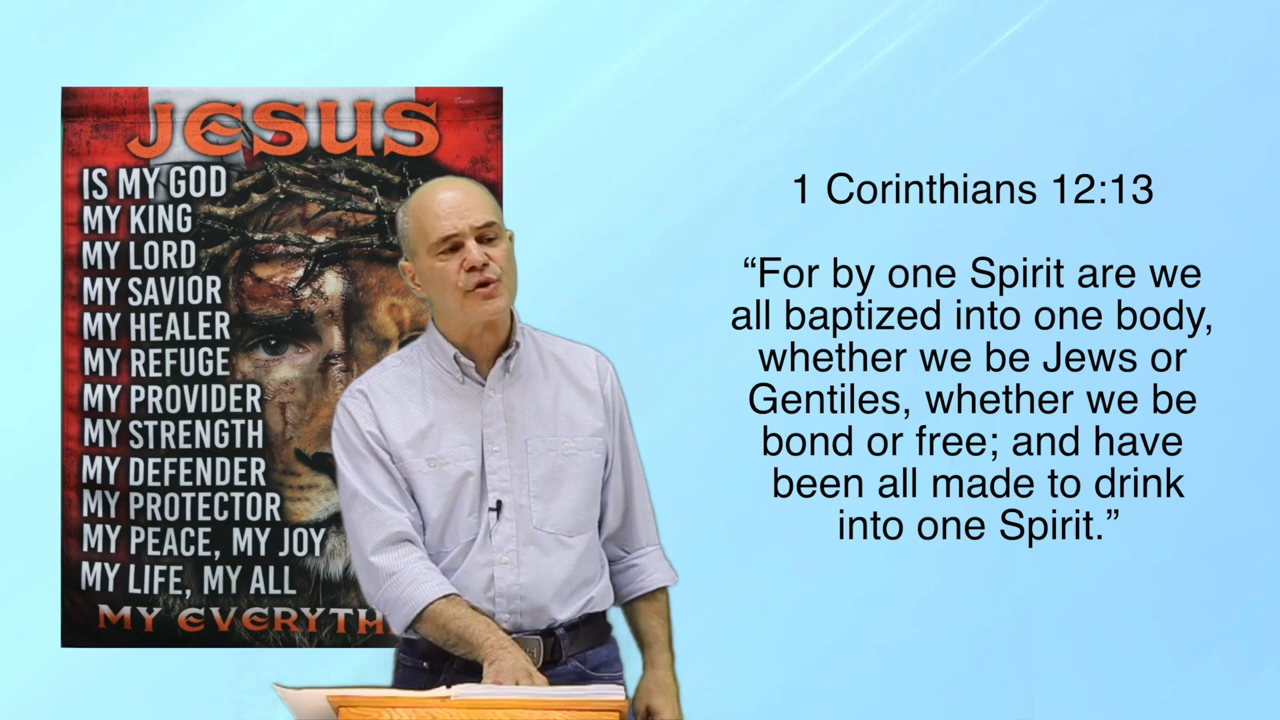 JESUS
IS MY GOD
MY KING
MY LORD
MY SAVIOR
MY HEALER
MY REFUGE
MY PROVIDER
MY STRENGTH
MY DEFENDER
MY PROTECTOR
MY PEACE, MY JOY
MY LIFE, MY ALL
MY EVERYTH
1 Corinthians 12:13
“For by one Spirit are we
all baptized into one body,
whether we be Jews or
Gentiles, whether we be
bond or free; and have
been all made to drink
into one Spirit.”